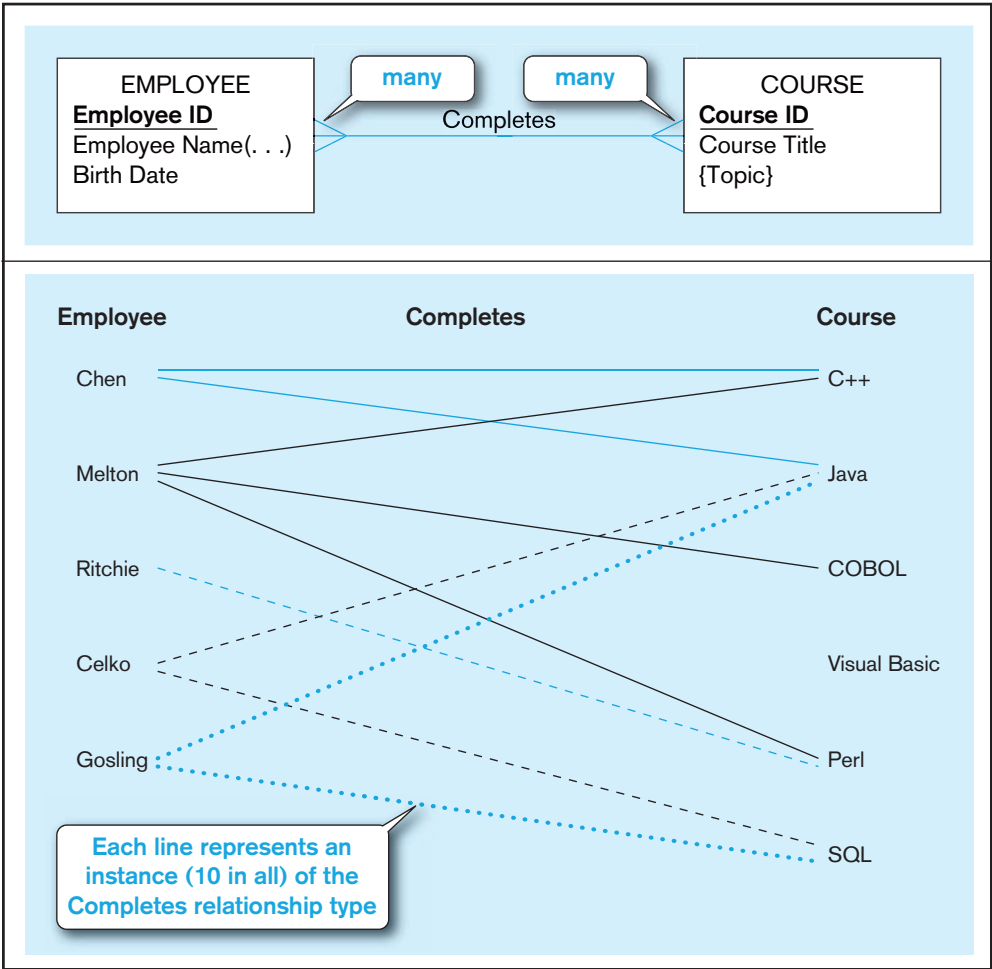 many
many
EMPLOYEE
Employee ID
Employee Name(. . .)
Birth Date
Completes
COURSE
Course ID
Course Title
{Topic}
Employee
Completes
Course
Chen
C++
Melton
Java
Ritchie
COBOL
Celko
Visual Basic
Gosling
Perl
SQL
Each line represents an
instance (10 in all) of the
Completes relationship type